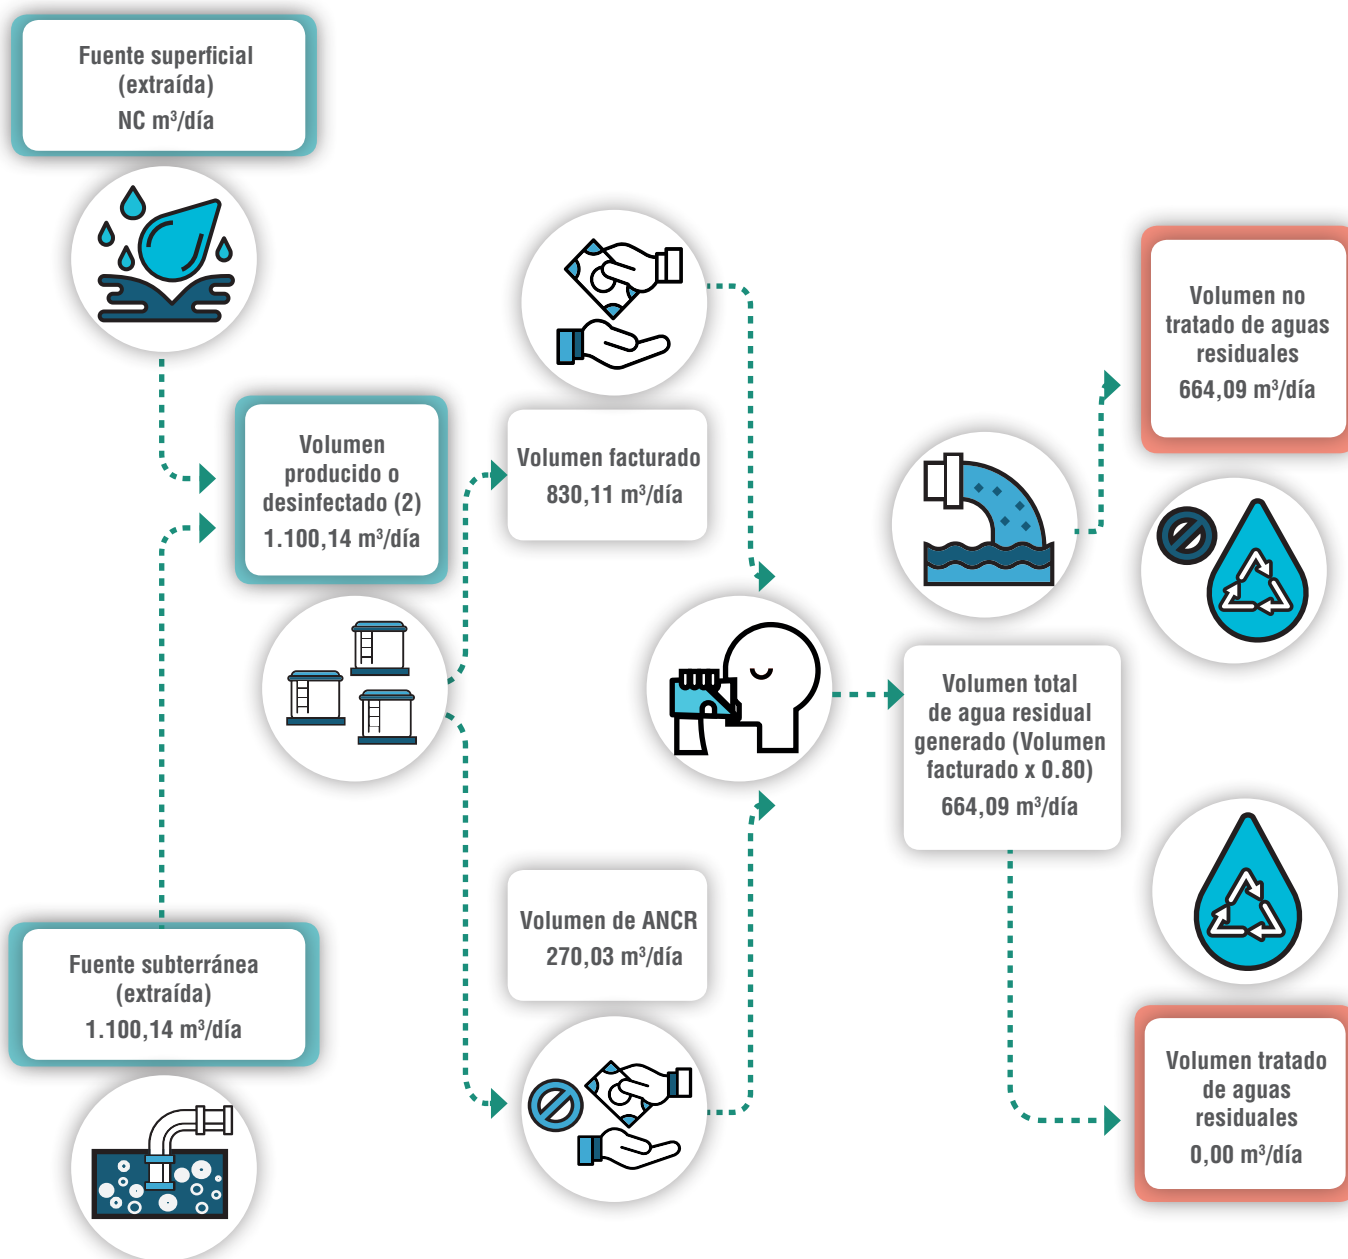 Fuente superficial
(extraída)
NC m³/día
Volumen
producido o
desinfectado (2)
1.100,14 m³/día
Fuente subterránea
(extraída)
1.100,14 m³/día
Volumen facturado
830,11 m³/día
Volumen de ANCR
270,03 m³/día
Volumen total
de agua residual
generado (Volumen
facturado x 0.80)
664,09 m³/día
Volumen no
tratado de aguas
residuales
664,09 m³/día
Volumen tratado
de aguas
residuales
0,00 m³/día